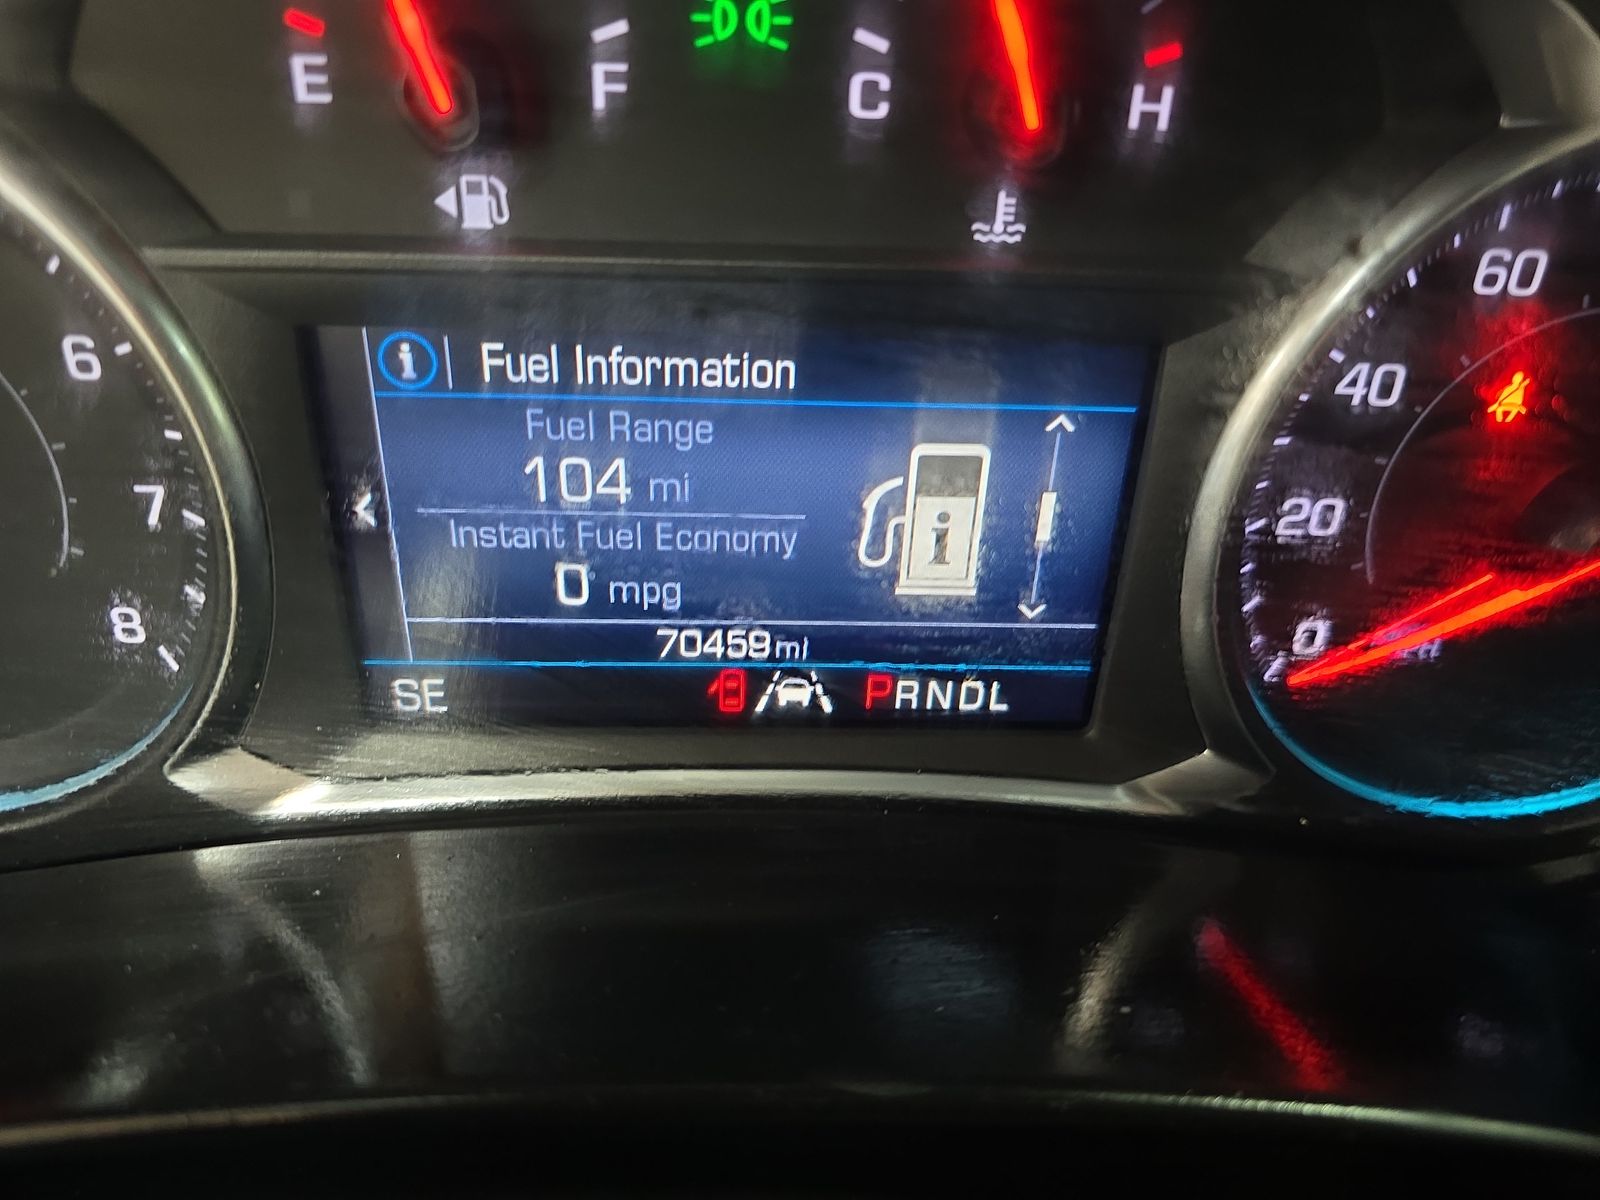 E F C H
6
7
8
60
40
20
0
i Fuel Information
Fuel Range
104 mi
Instant Fuel Economy
0 mpg
i
70459mi
SE PRNDL